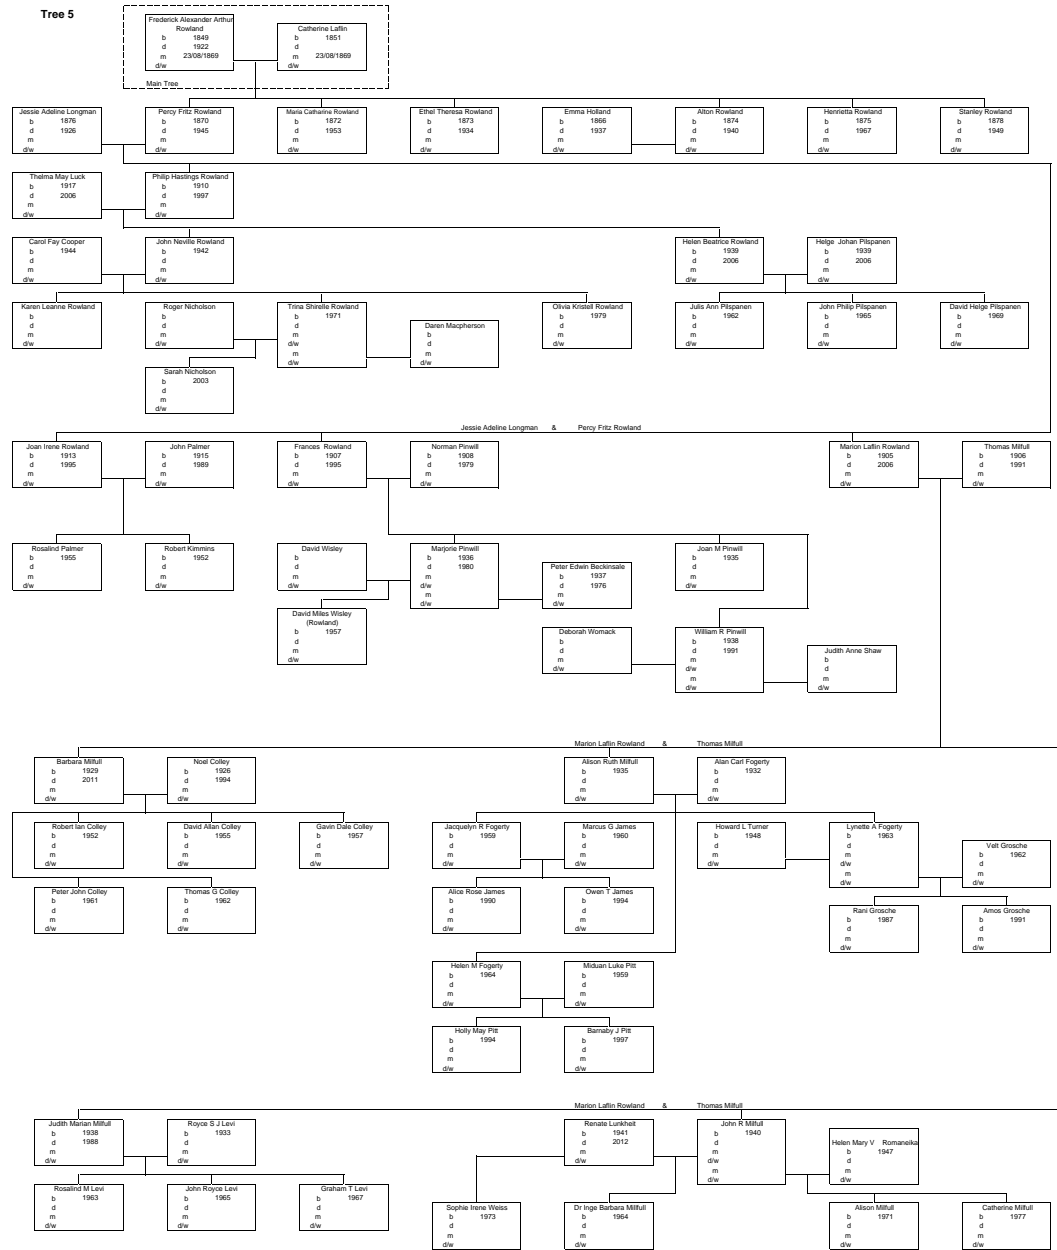 Tree 5
Frederick Alexander Arthur
Rowland
b 1849
d 1922
m 23/08/1869
d/w
Catherine Laflin
b 1851
d
m 23/08/1869
d/w
Main Tree
Jessie Adeline Longman
b 1876
d 1926
m
d/w
Percy Fritz Rowland
b 1870
d 1945
m
d/w
Maria Catharine Rowland
b 1872
d 1953
m
d/w
Ethel Theresa Rowland
b 1873
d 1934
m
d/w
Emma Holland
b 1866
d 1937
m
d/w
Alton Rowland
b 1874
d 1940
m
d/w
Henrietta Rowland
b 1875
d 1967
m
d/w
Stanley Rowland
b 1878
d 1949
m
d/w
Thelma May Luck
b 1917
d 2006
m
d/w
Philip Hastings Rowland
b 1910
d 1997
m
d/w
Carol Fay Cooper
b 1944
d
m
d/w
John Neville Rowland
b 1942
d
m
d/w
Helen Beatrice Rowland
b 1939
d 2006
m
d/w
Helge Johan Pilspanen
b 1939
d 2006
m
d/w
Karen Leanne Rowland
b
d
m
d/w
Roger Nicholson
b
d
m
d/w
Trina Shirelle Rowland
b 1971
d
m
d/w
m
d/w
Daren Macpherson
b
d
m
d/w
Olivia Kristell Rowland
b 1979
d
m
d/w
Julis Ann Pilspanen
b 1962
d
m
d/w
John Philip Pilspanen
b 1965
d
m
d/w
David Helge Pilspanen
b 1969
d
m
d/w
Sarah Nicholson
b 2003
d
m
d/w
Jessie Adeline Longman & Percy Fritz Rowland
Joan Irene Rowland
b 1913
d 1995
m
d/w
John Palmer
b 1915
d 1989
m
d/w
Frances Rowland
b 1907
d 1995
m
d/w
Norman Pinwill
b 1908
d 1979
m
d/w
Marion Laflin Rowland
b 1905
d 2006
m
d/w
Thomas Milfull
b 1906
d 1991
m
d/w
Rosalind Palmer
b 1955
d
m
d/w
Robert Kimmins
b 1952
d
m
d/w
David Wisley
b
d
m
d/w
Marjorie Pinwill
b 1936
d 1980
m
d/w
m
d/w
Peter Edwin Beckinsale
b 1937
d 1976
m
d/w
Joan M Pinwill
b 1935
d
m
d/w
David Miles Wisley
(Rowland)
b 1957
d
m
d/w
Deborah Womack
b
d
m
d/w
William R Pinwill
b 1938
d 1991
m
d/w
m
d/w
Judith Anne Shaw
b
d
m
d/w
Marion Laflin Rowland & Thomas Milfull
Barbara Milfull
b 1929
d 2011
m
d/w
Noel Colley
b 1926
d 1994
m
d/w
Alison Ruth Milfull
b 1935
d
m
d/w
Alan Carl Fogerty
b 1932
d
m
d/w
Robert Ian Colley
b 1952
d
m
d/w
David Allan Colley
b 1955
d
m
d/w
Gavin Dale Colley
b 1957
d
m
d/w
Jacquelyn R Fogerty
b 1959
d
m
d/w
Marcus G James
b 1960
d
m
d/w
Howard L Turner
b 1948
d
m
d/w
Lynette A Fogerty
b 1963
d
m
d/w
m
d/w
Velt Grosche
b 1962
d
m
d/w
Peter John Colley
b 1961
d
m
d/w
Thomas G Colley
b 1962
d
m
d/w
Alice Rose James
b 1990
d
m
d/w
Owen T James
b 1994
d
m
d/w
Rani Grosche
b 1987
d
m
d/w
Amos Grosche
b 1991
d
m
d/w
Helen M Fogerty
b 1964
d
m
d/w
Miduan Luke Pitt
b 1959
d
m
d/w
Holly May Pitt
b 1994
d
m
d/w
Barnaby J Pitt
b 1997
d
m
d/w
Marion Laflin Rowland & Thomas Milfull
Judith Marian Milfull
b 1938
d 1988
m
d/w
Royce S J Levi
b 1933
d
m
d/w
Renate Lunkheit
b 1941
d 2012
m
d/w
John R Milfull
b 1940
d
m
d/w
m
d/w
Helen Mary V Romaneika
b 1947
d
m
d/w
Rosalind M Levi
b 1963
d
m
d/w
John Royce Levi
b 1965
d
m
d/w
Graham T Levi
b 1967
d
m
d/w
Sophie Irene Weiss
b 1973
d
m
d/w
Dr Inge Barbara Milfull
b 1964
d
m
d/w
Alison Milfull
b 1971
d
m
d/w
Catherine Milfull
b 1977
d
m
d/w